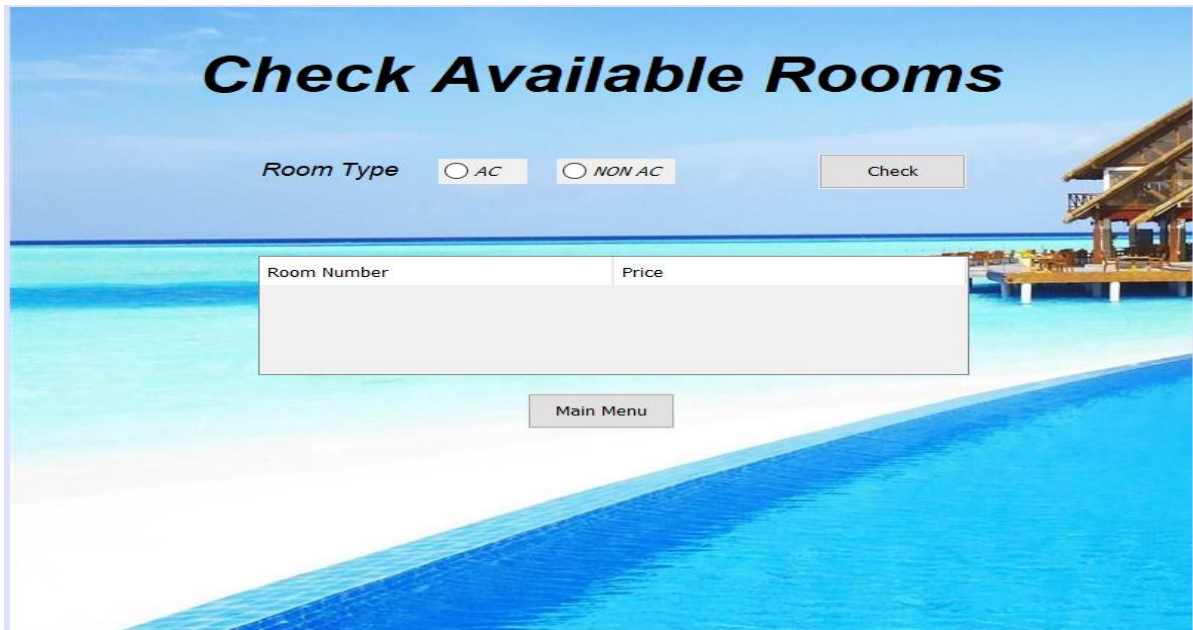 Check Available Rooms
Room Type AC NON AC Check
Room Number Price
Main Menu